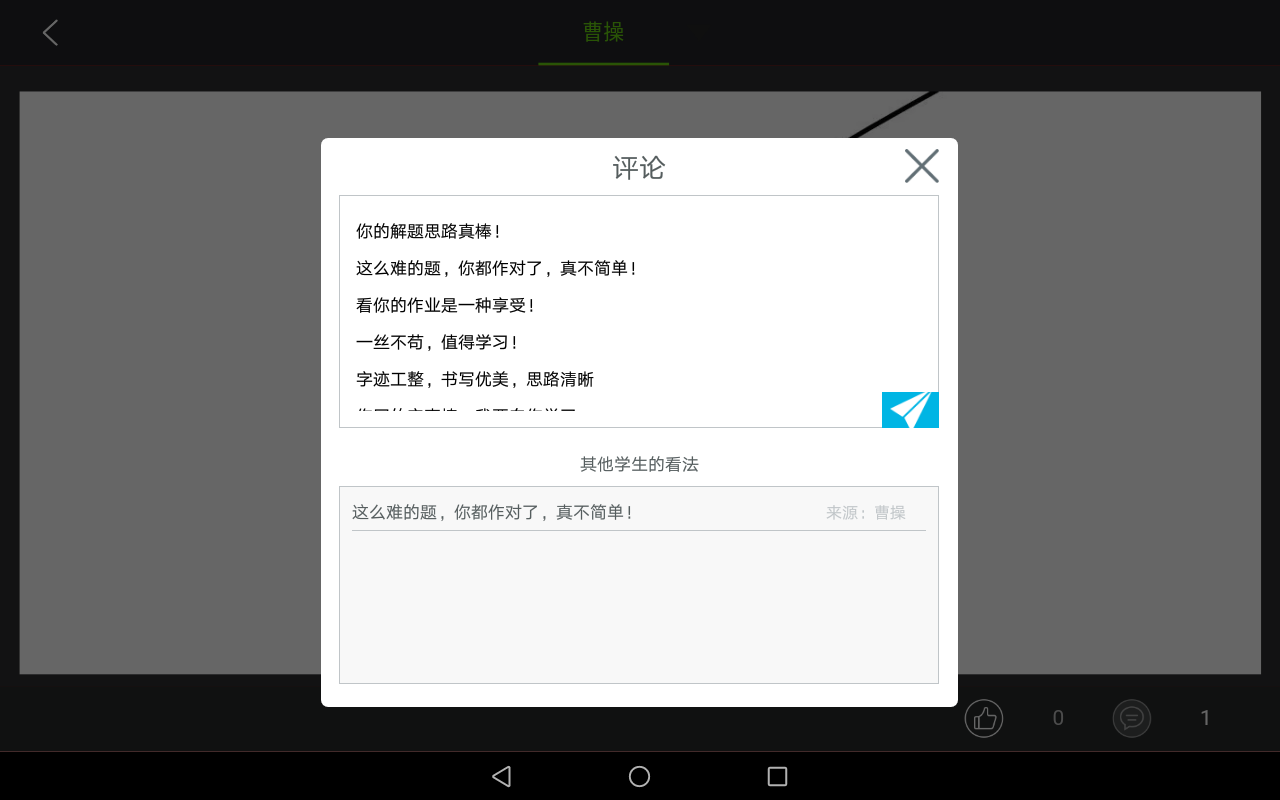 曹操
评论
你的解题思路真棒！
这么难的题，你都作对了，真不简单！
看你的作业是一种享受！
一丝不苟，值得学习！
字迹工整，书写优美，思路清晰
其他学生的看法
这么难的题，你都作对了，真不简单！
来源：曹操
0
1